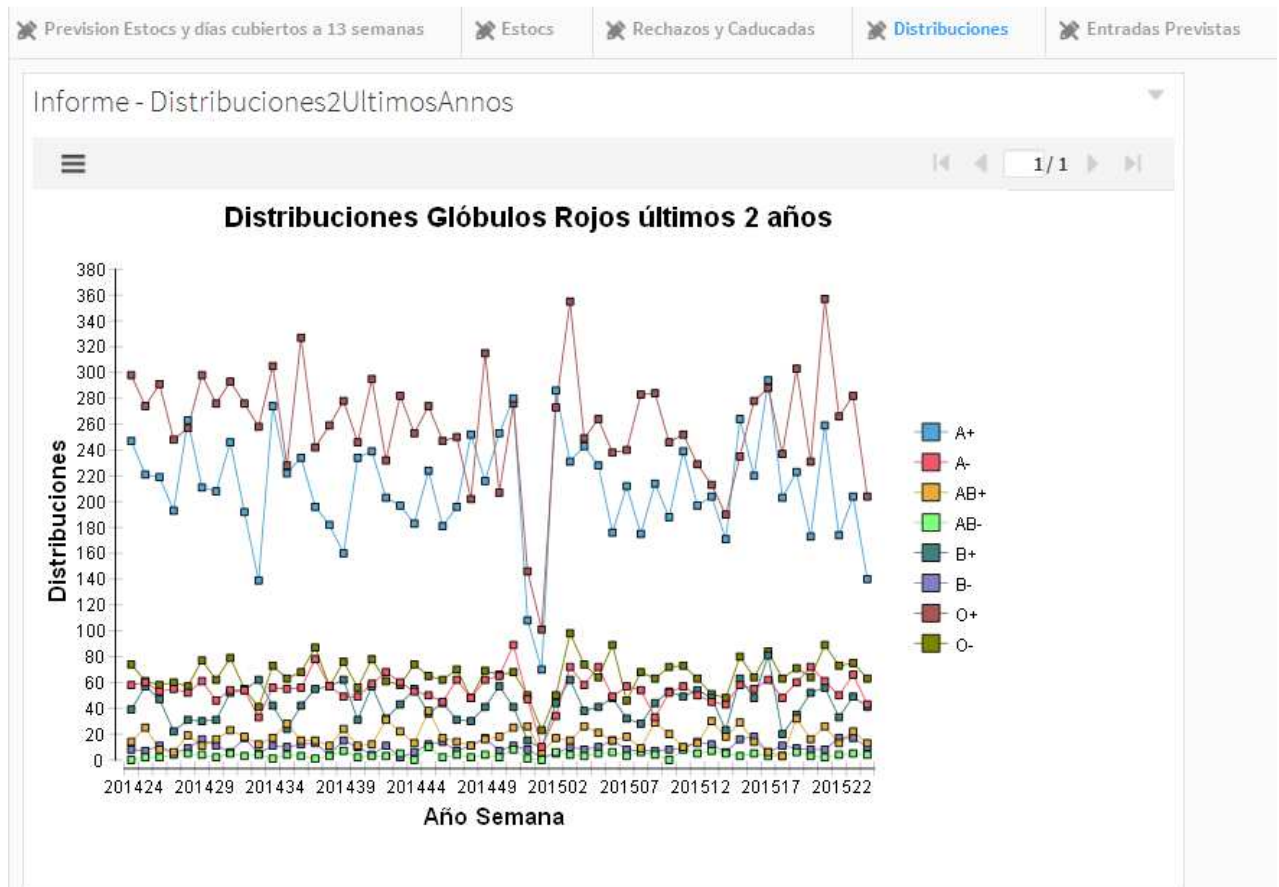 Prevision Estocs y días cubiertos a 13 semanas Estocs Rechazos y Caducadas Distribuciones Entradas Previstas
Informe - Distribuciones2UltimosAnnos
1 / 1
Distribuciones Glóbulos Rojos últimos 2 años
380
360
340
320
300
280
260
240
220
200
180
160
140
120
100
80
60
40
20
0
Distribuciones
A+
A-
AB+
AB-
B+
B-
O+
O-
201424 201429 201434 201439 201444 201449 201502 201507 201512 201517 201522
Año Semana